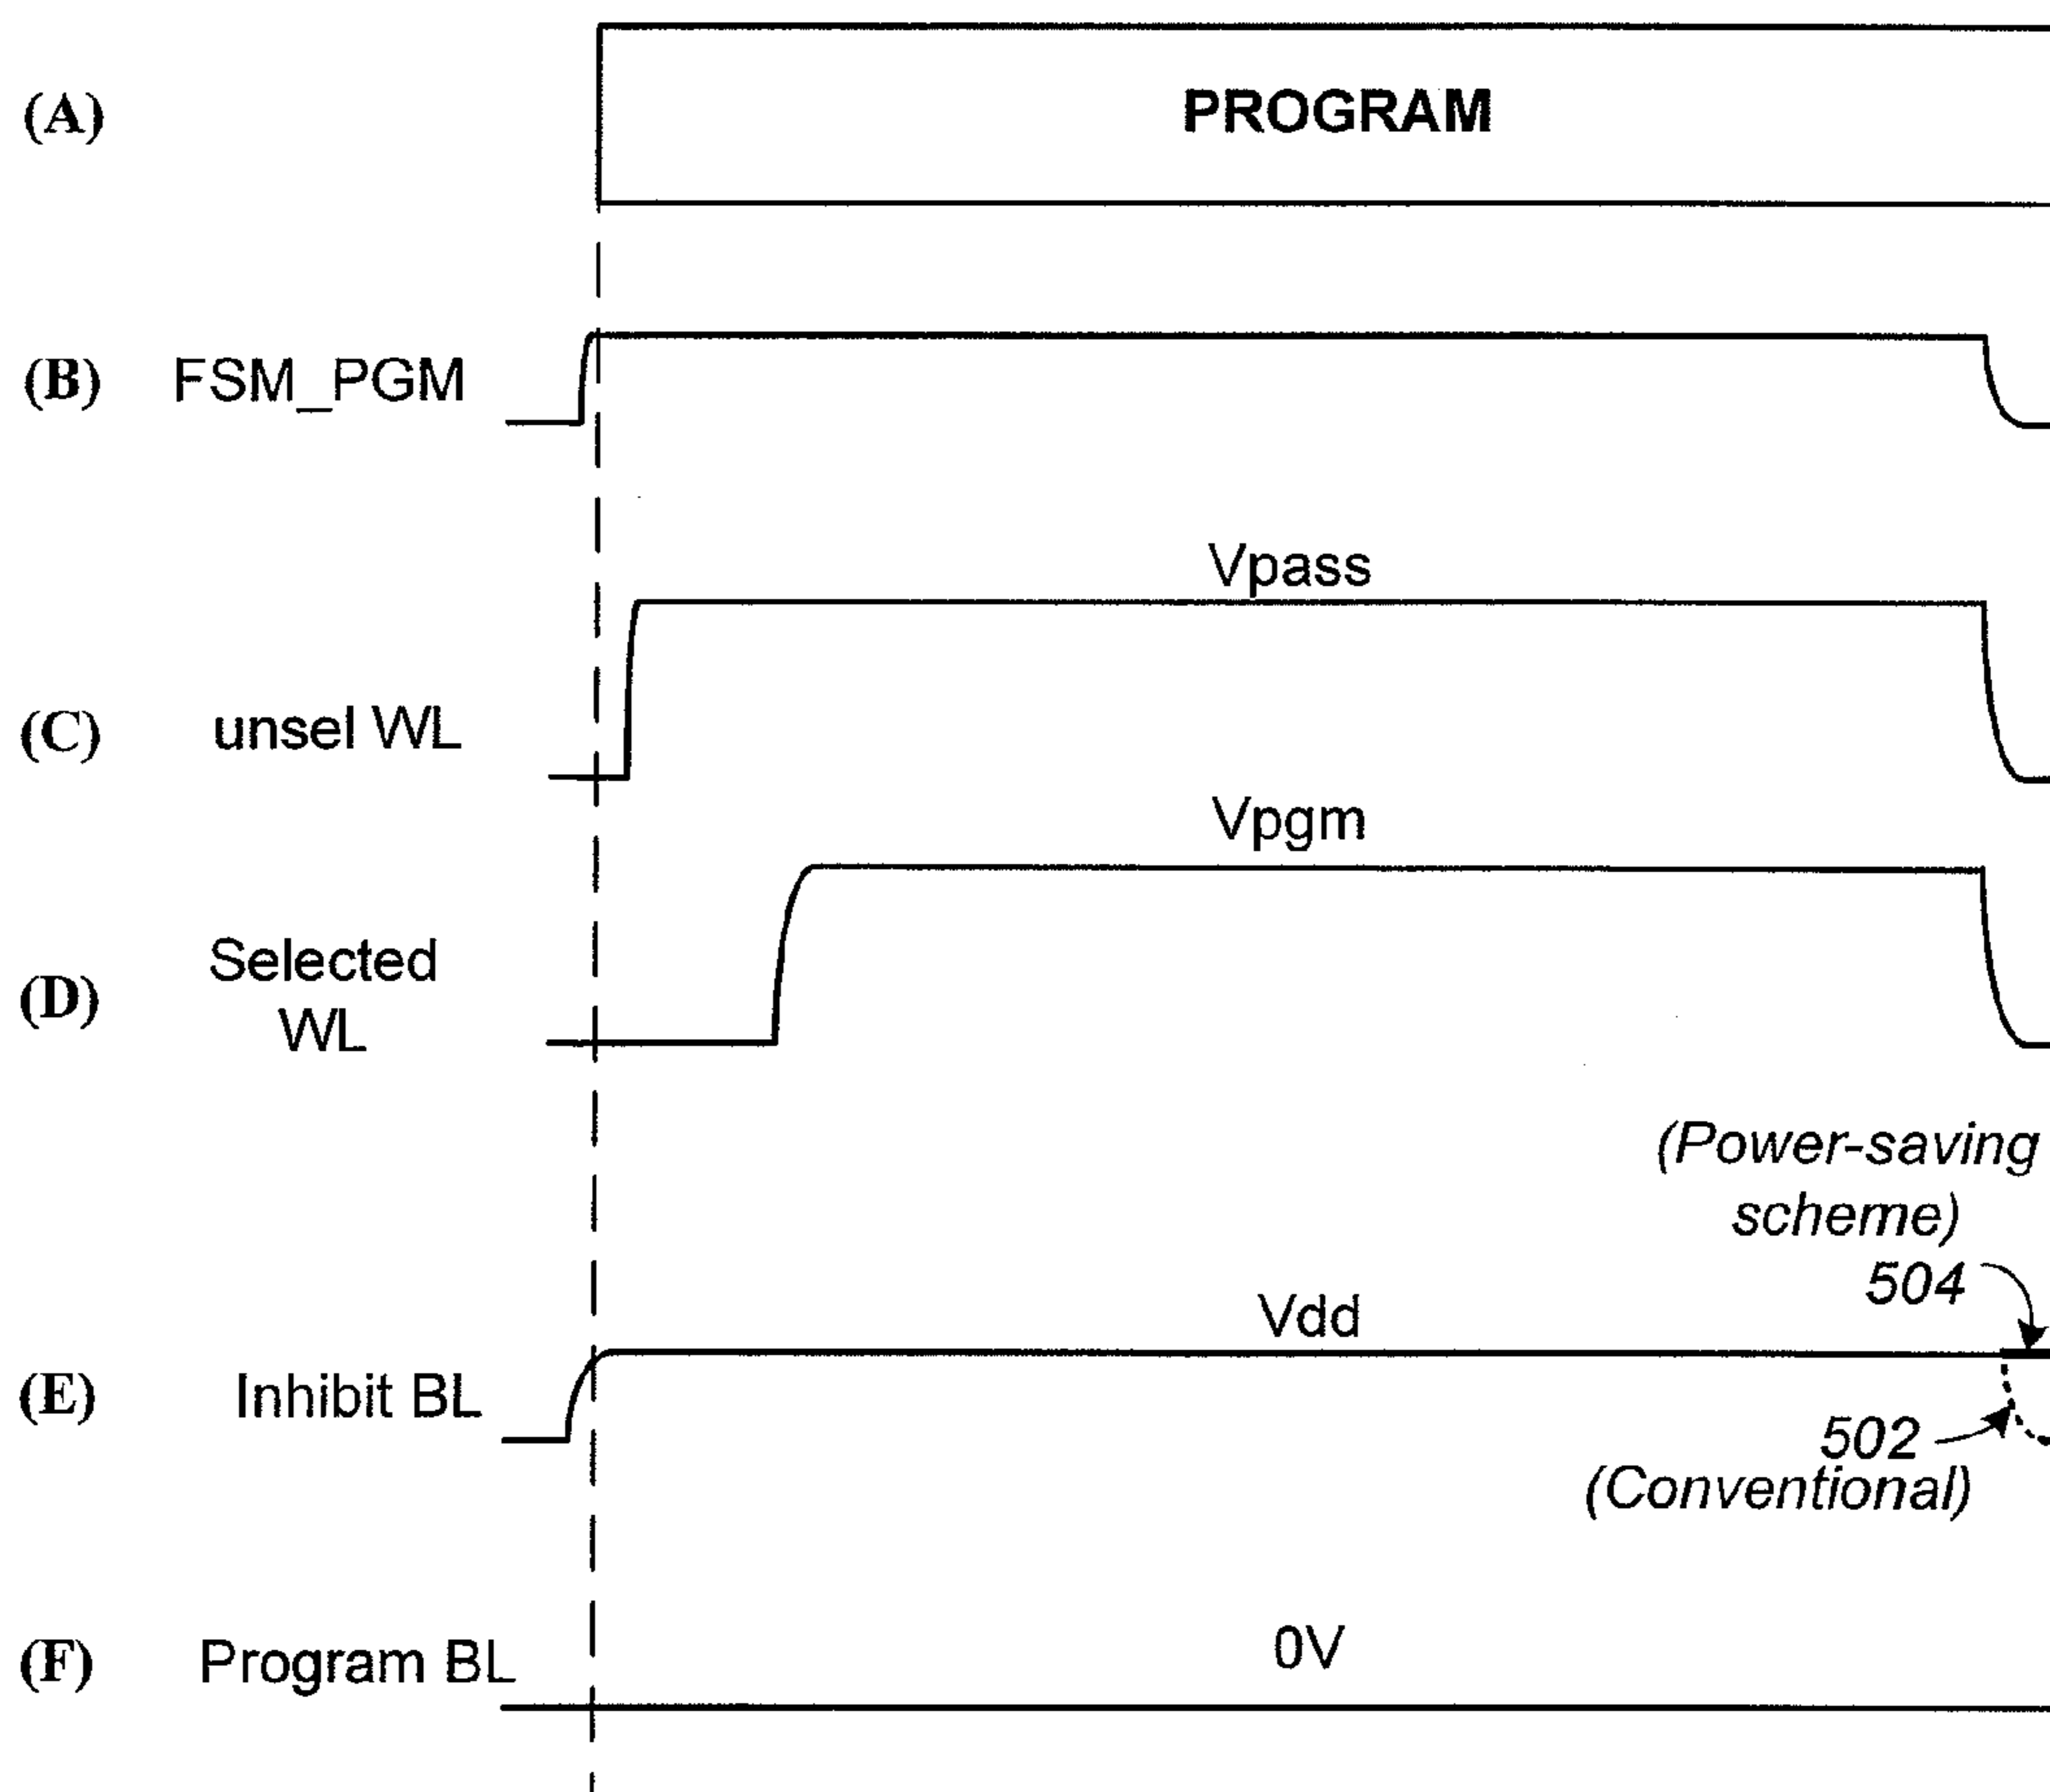 (A)
PROGRAM
(B) FSM_PGM
Vpass
(C) unsel WL
Vpgm
(D) Selected
WL
(Power-saving
scheme)
504
Vdd
(E) Inhibit BL
502
(Conventional)
0V
(F) Program BL